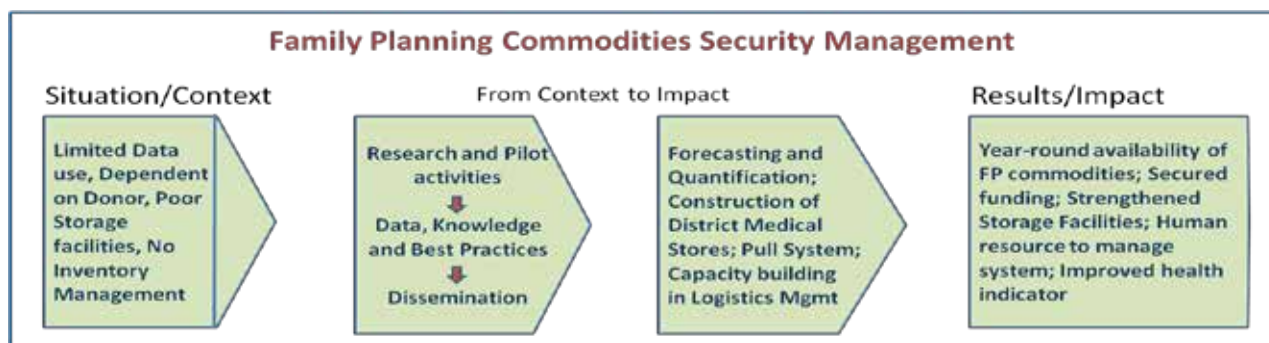 Family Planning Commodities Security Management
Situation/Context
From Context to Impact
Results/Impact
Limited Data
use, Dependent
on Donor, Poor
Storage
facilities, No
Inventory
Management
Research and Pilot
activities
Data, Knowledge
and Best Practices
Dissemination
Forecasting and
Quantification;
Construction of
District Medical
Stores; Pull System;
Capacity building
in Logistics Mgmt
Year-round availability of
FP commodities; Secured
funding; Strengthened
Storage Facilities; Human
resource to manage
system; Improved health
indicator